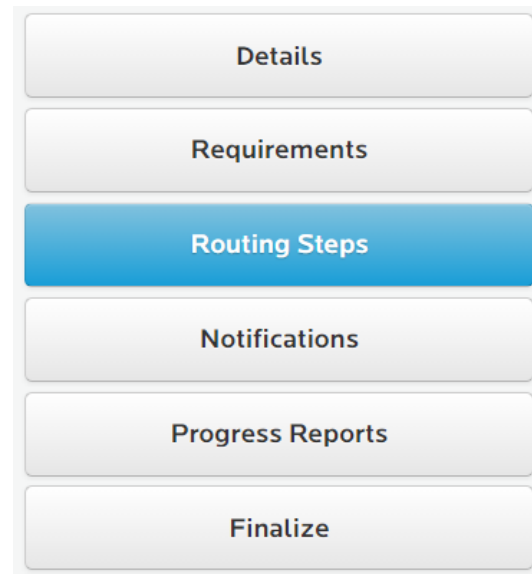 Details
Requirements
Routing Steps
Notifications
Progress Reports
Finalize